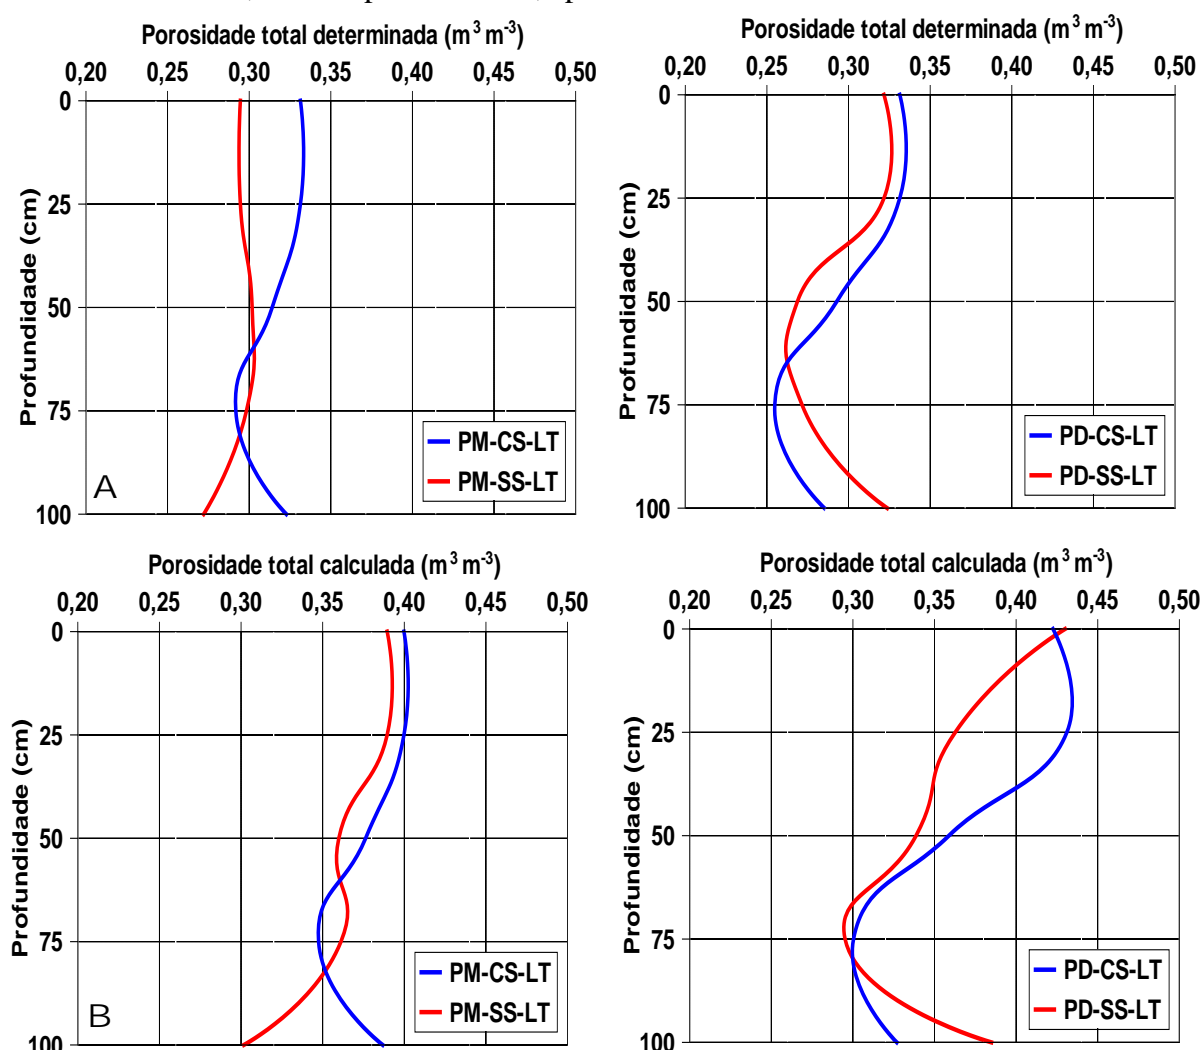 Porosidade total determinada (m³ m⁻³)
0,20 0,25 0,30 0,35 0,40 0,45 0,50
0
25
50
75
100
Profundidade (cm)
PM-CS-LT
PM-SS-LT
A
Porosidade total determinada (m³ m⁻³)
0,20 0,25 0,30 0,35 0,40 0,45 0,50
0
25
50
75
100
Profundidade (cm)
PD-CS-LT
PD-SS-LT
Porosidade total calculada (m³ m⁻³)
0,20 0,25 0,30 0,35 0,40 0,45 0,50
0
25
50
75
100
Profundidade (cm)
PM-CS-LT
PM-SS-LT
B
Porosidade total calculada (m³ m⁻³)
0,20 0,25 0,30 0,35 0,40 0,45 0,50
0
25
50
75
100
Profundidade (cm)
PD-CS-LT
PD-SS-LT